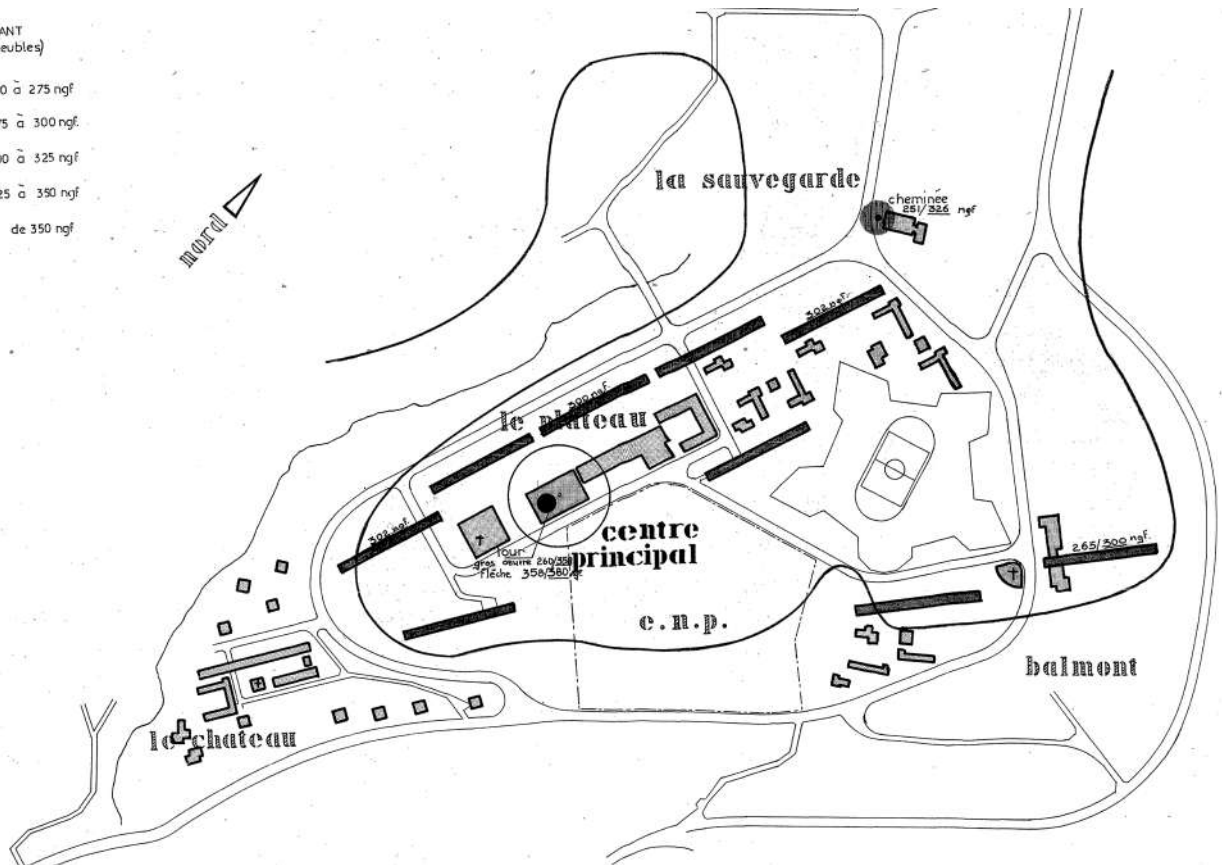 ANT
eubles)
0 à 275 ngf
75 à 300 ngf.
00 à 325 ngf
25 à 350 ngf
de 350 ngf
nord
la sauvegarde
cheminée
251/326 ngf
302 ngf.
300 ngf.
le plateau
302 ngf.
centre
principal
tour
gros oeuvre 260/358
flèche 358/380
265/300 ngf.
c.n.p.
balmont
le chateau